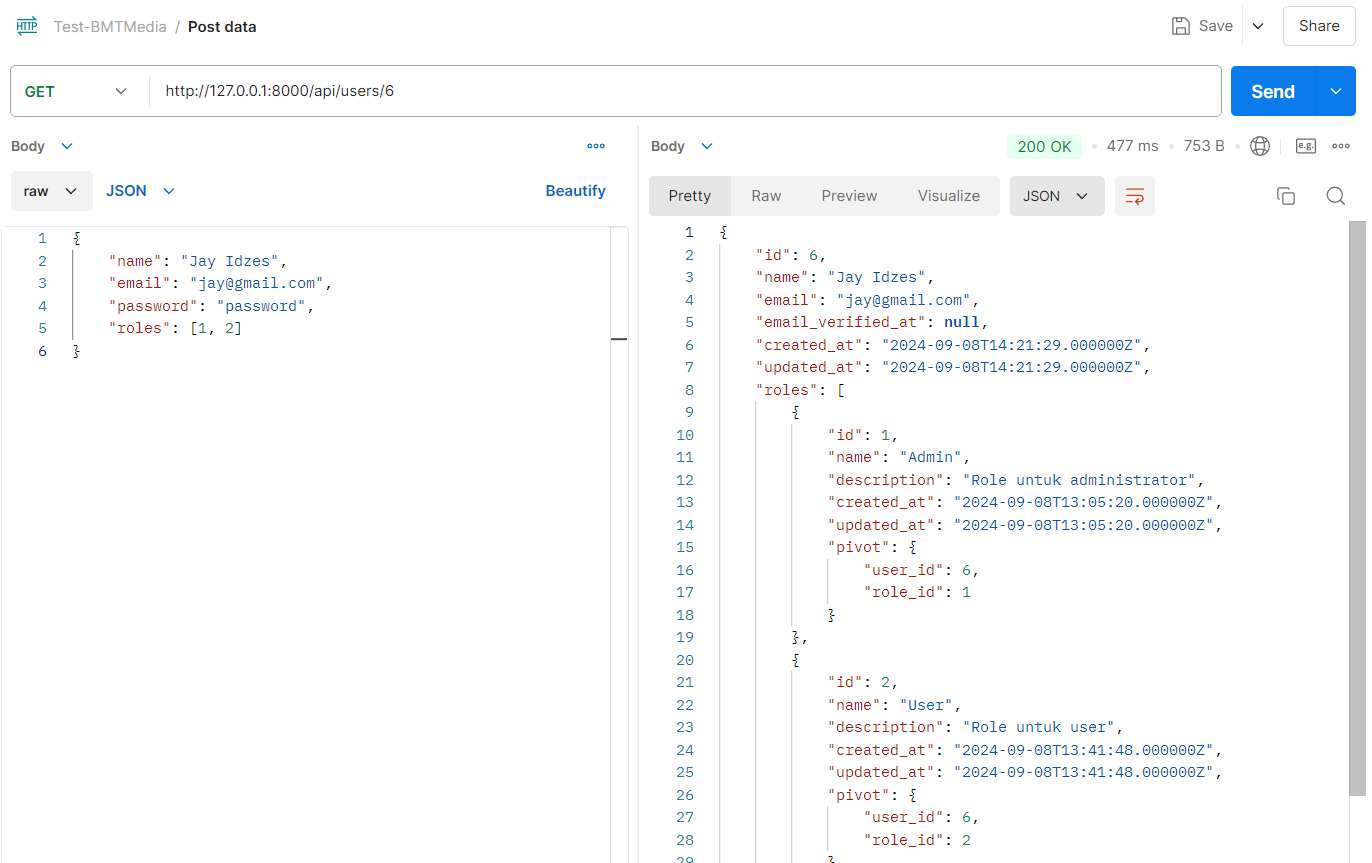 HTTP Test-BMTMedia / Post data Save Share
GET http://127.0.0.1:8000/api/users/6 Send
Body
raw JSON Beautify
1 {
2 "name": "Jay Idzes",
3 "email": "jay@gmail.com",
4 "password": "password",
5 "roles": [1, 2]
6 }
Body 200 OK 477 ms 753 B e.g.
Pretty Raw Preview Visualize JSON
1 {
2 "id": 6,
3 "name": "Jay Idzes",
4 "email": "jay@gmail.com",
5 "email_verified_at": null,
6 "created_at": "2024-09-08T14:21:29.000000Z",
7 "updated_at": "2024-09-08T14:21:29.000000Z",
8 "roles": [
9 {
10 "id": 1,
11 "name": "Admin",
12 "description": "Role untuk administrator",
13 "created_at": "2024-09-08T13:05:20.000000Z",
14 "updated_at": "2024-09-08T13:05:20.000000Z",
15 "pivot": {
16 "user_id": 6,
17 "role_id": 1
18 }
19 },
20 {
21 "id": 2,
22 "name": "User",
23 "description": "Role untuk user",
24 "created_at": "2024-09-08T13:41:48.000000Z",
25 "updated_at": "2024-09-08T13:41:48.000000Z",
26 "pivot": {
27 "user_id": 6,
28 "role_id": 2
29 }